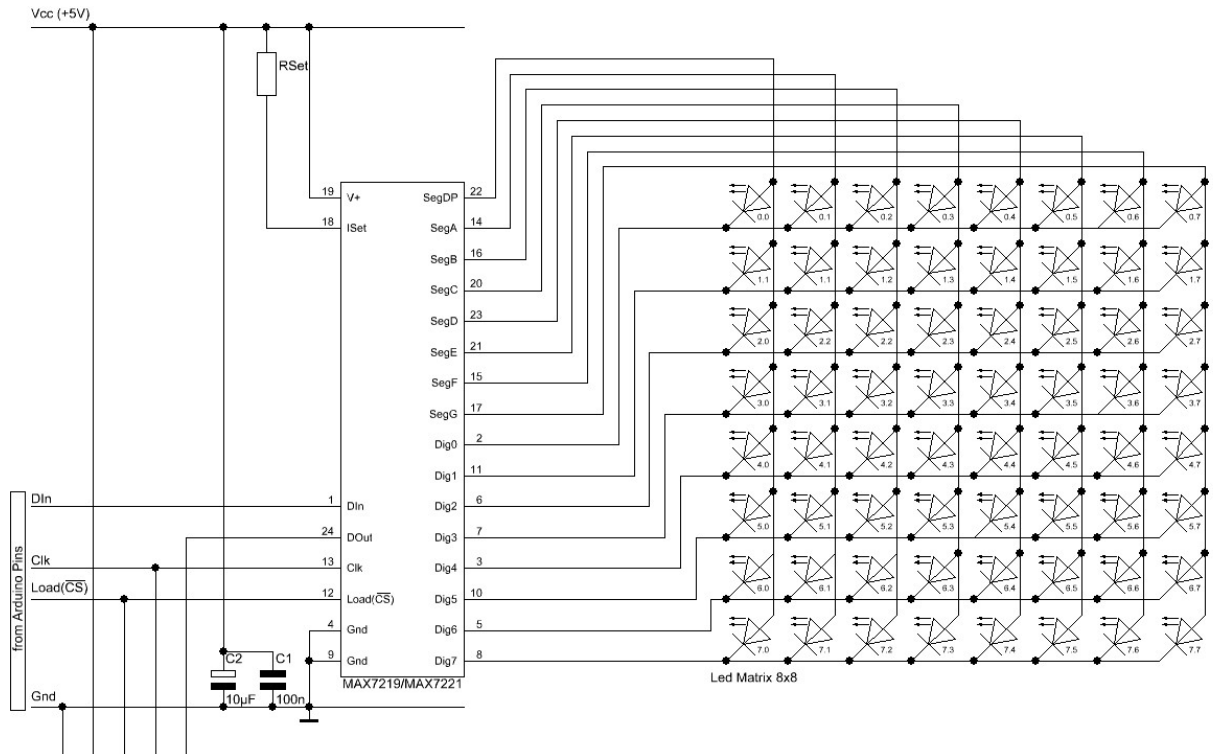 Vcc (+5V)
RSet
19 V+ SegDP 22
18 ISet SegA 14
SegB 16
SegC 20
SegD 23
SegE 21
SegF 15
SegG 17
Dig0 2
Dig1 11
DIn 1 DIn Dig2 6
24 DOut Dig3 7
Clk 13 Clk Dig4 3
Load(CS) 12 Load(CS) Dig5 10
4 Gnd Dig6 5
9 Gnd Dig7 8
from Arduino Pins
C2 C1
10µF 100n
Gnd
MAX7219/MAX7221
0.0 0.1 0.2 0.3 0.4 0.5 0.6 0.7
1.1 1.1 1.2 1.3 1.4 1.5 1.6 1.7
2.0 2.2 2.2 2.3 2.4 2.5 2.6 2.7
3.0 3.1 3.2 3.3 3.4 3.5 3.6 3.7
4.0 4.1 4.2 4.3 4.4 4.5 4.6 4.7
5.0 5.1 5.2 5.3 5.4 5.5 5.6 5.7
6.0 6.1 6.2 6.3 6.4 6.5 6.6 6.7
7.0 7.1 7.2 7.3 7.4 7.5 7.6 7.7
Led Matrix 8x8